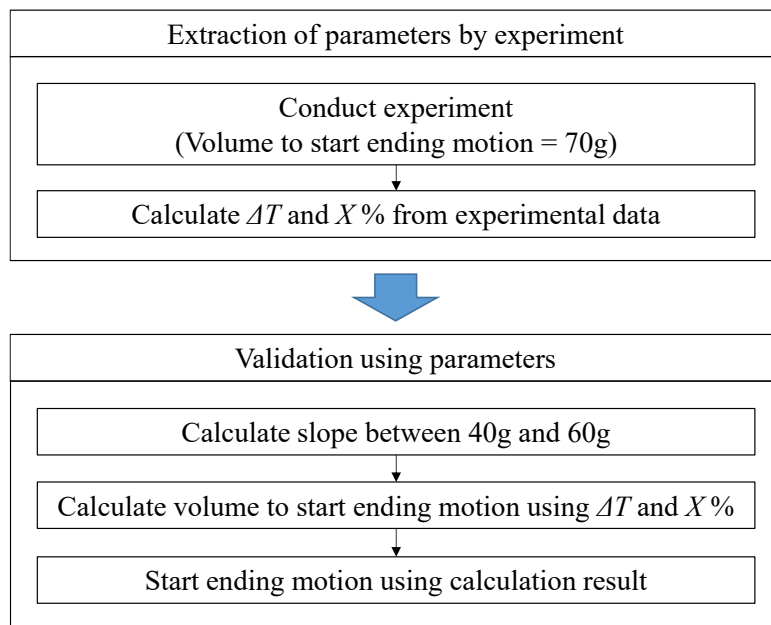 Extraction of parameters by experiment
Conduct experiment
(Volume to start ending motion = 70g)
Calculate ΔT and X % from experimental data
Validation using parameters
Calculate slope between 40g and 60g
Calculate volume to start ending motion using ΔT and X %
Start ending motion using calculation result